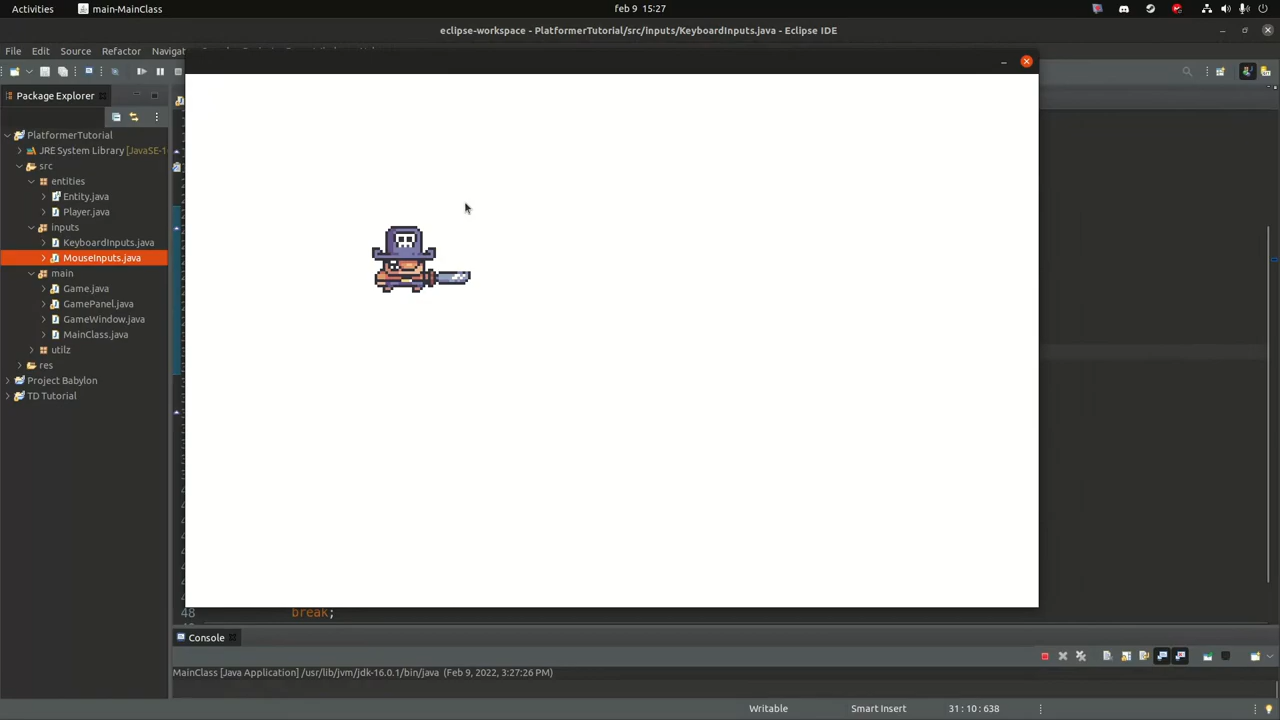 Activities main-MainClass feb 9 15:27
eclipse-workspace - PlatformerTutorial/src/inputs/KeyboardInputs.java - Eclipse IDE
File Edit Source Refactor Navigat
Package Explorer
PlatformerTutorial
JRE System Library [JavaSE-1
src
entities
Entity.java
Player.java
inputs
KeyboardInputs.java
MouseInputs.java
main
Game.java
GamePanel.java
GameWindow.java
MainClass.java
utilz
res
Project Babylon
TD Tutorial
48 break;
Console
MainClass [Java Application] /usr/lib/jvm/jdk-16.0.1/bin/java (Feb 9, 2022, 3:27:26 PM)
Writable Smart Insert 31 : 10 : 638